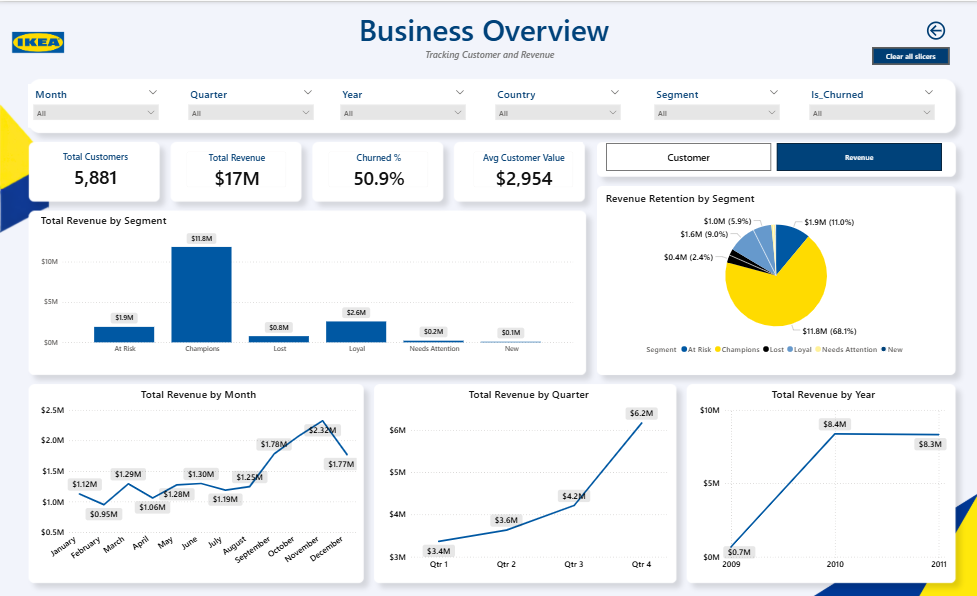 IKEA
Business Overview
Tracking Customer and Revenue
Clear all slicers
Month Quarter Year Country Segment Is_Churned
All All All All All All
Total Customers
5,881
Total Revenue
$17M
Churned %
50.9%
Avg Customer Value
$2,954
Customer Revenue
Total Revenue by Segment
$10M
$5M
$0M
$1.9M
$11.8M
$0.8M
$2.6M
$0.2M
$0.1M
At Risk Champions Lost Loyal Needs Attention New
Revenue Retention by Segment
$1.0M (5.9%)
$1.9M (11.0%)
$1.6M (9.0%)
$0.4M (2.4%)
$11.8M (68.1%)
Segment At Risk Champions Lost Loyal Needs Attention New
Total Revenue by Month
$2.5M
$2.0M
$1.5M
$1.0M
$0.5M
$1.12M
$0.95M
$1.29M
$1.06M
$1.28M
$1.30M
$1.19M
$1.25M
$1.78M
$2.32M
$1.77M
January February March April May June July August September October November December
Total Revenue by Quarter
$6M
$5M
$4M
$3M
$3.4M
$3.6M
$4.2M
$6.2M
Qtr 1 Qtr 2 Qtr 3 Qtr 4
Total Revenue by Year
$10M
$5M
$0M
$0.7M
$8.4M
$8.3M
2009 2010 2011